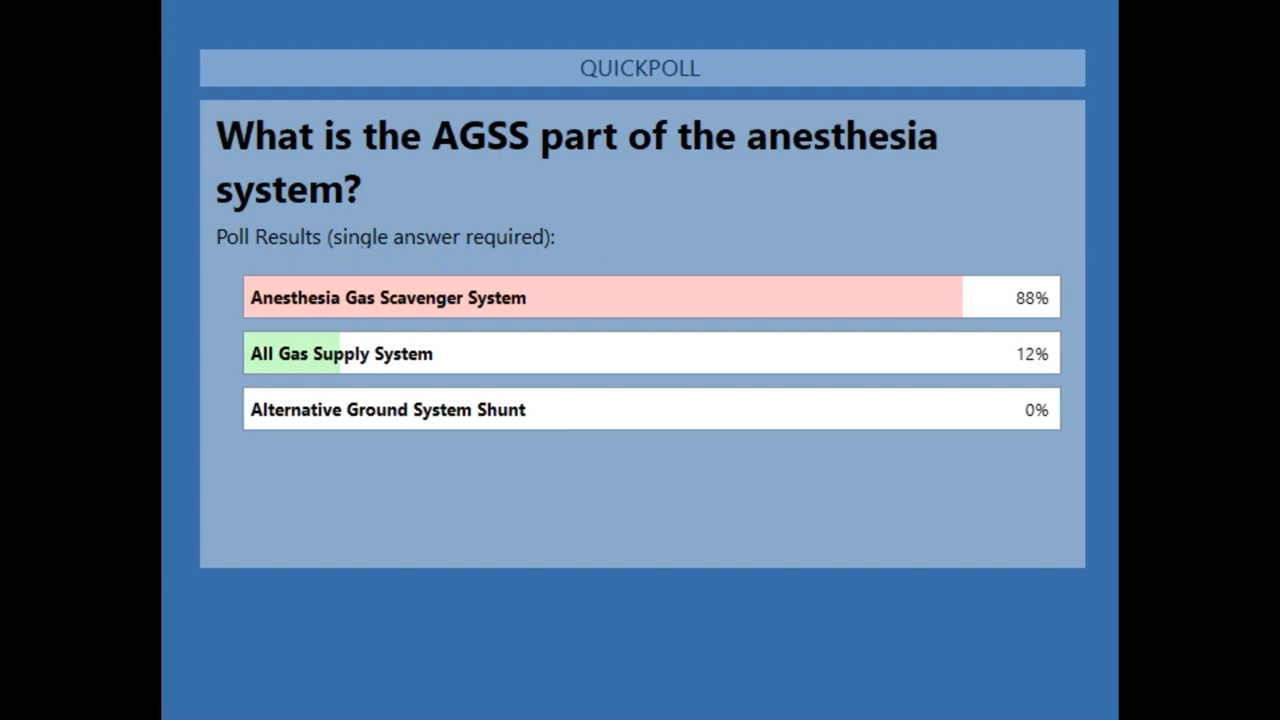 QUICKPOLL
What is the AGSS part of the anesthesia
system?
Poll Results (single answer required):
Anesthesia Gas Scavenger System 88%
All Gas Supply System 12%
Alternative Ground System Shunt 0%